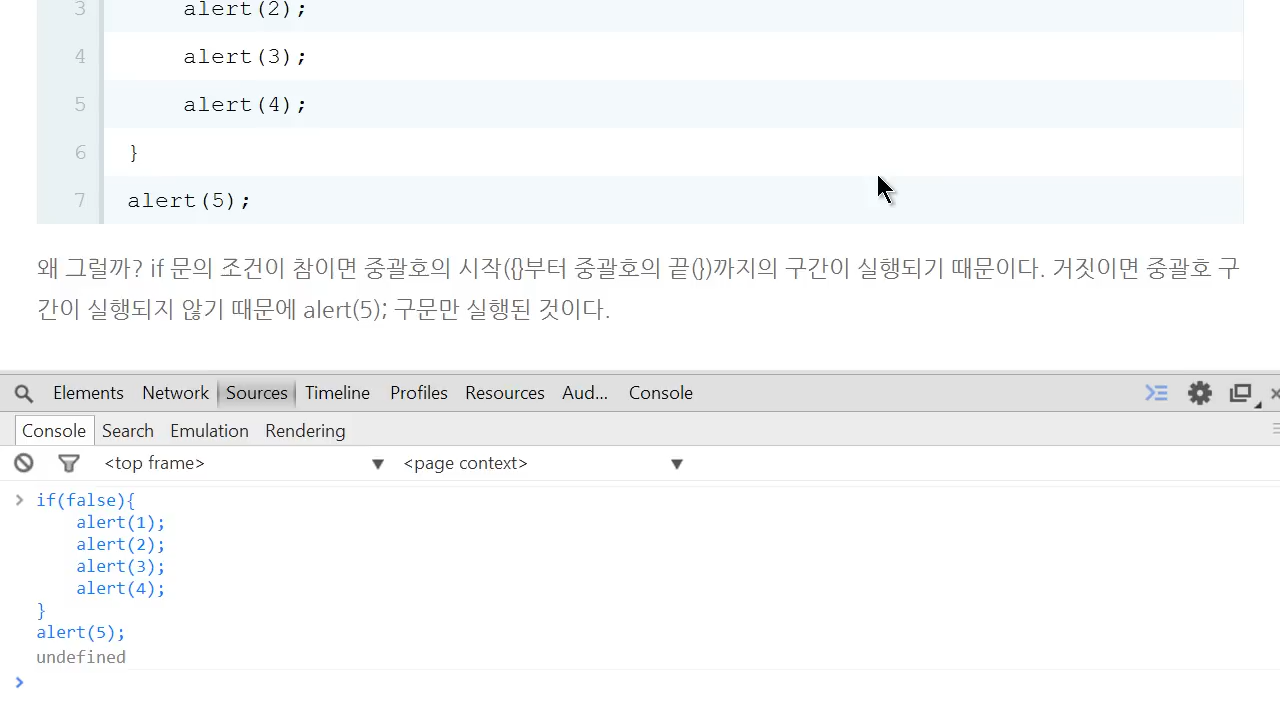 3 alert(2);
4 alert(3);
5 alert(4);
6 }
7 alert(5);
왜 그럴까? if 문의 조건이 참이면 중괄호의 시작({}부터 중괄호의 끝(})까지의 구간이 실행되기 때문이다. 거짓이면 중괄호 구
간이 실행되지 않기 때문에 alert(5); 구문만 실행된 것이다.
Elements Network Sources Timeline Profiles Resources Aud... Console
Console Search Emulation Rendering
<top frame> <page context>
if(false){
alert(1);
alert(2);
alert(3);
alert(4);
}
alert(5);
undefined